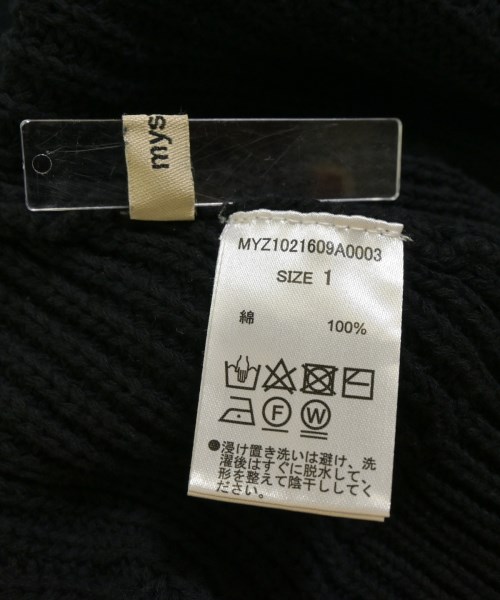 mys
MYZ1021609A0003
SIZE 1
綿 100%
F W
●浸け置き洗いは避け、洗
濯後はすぐに脱水して、
形を整えて陰干ししてく
ださい。